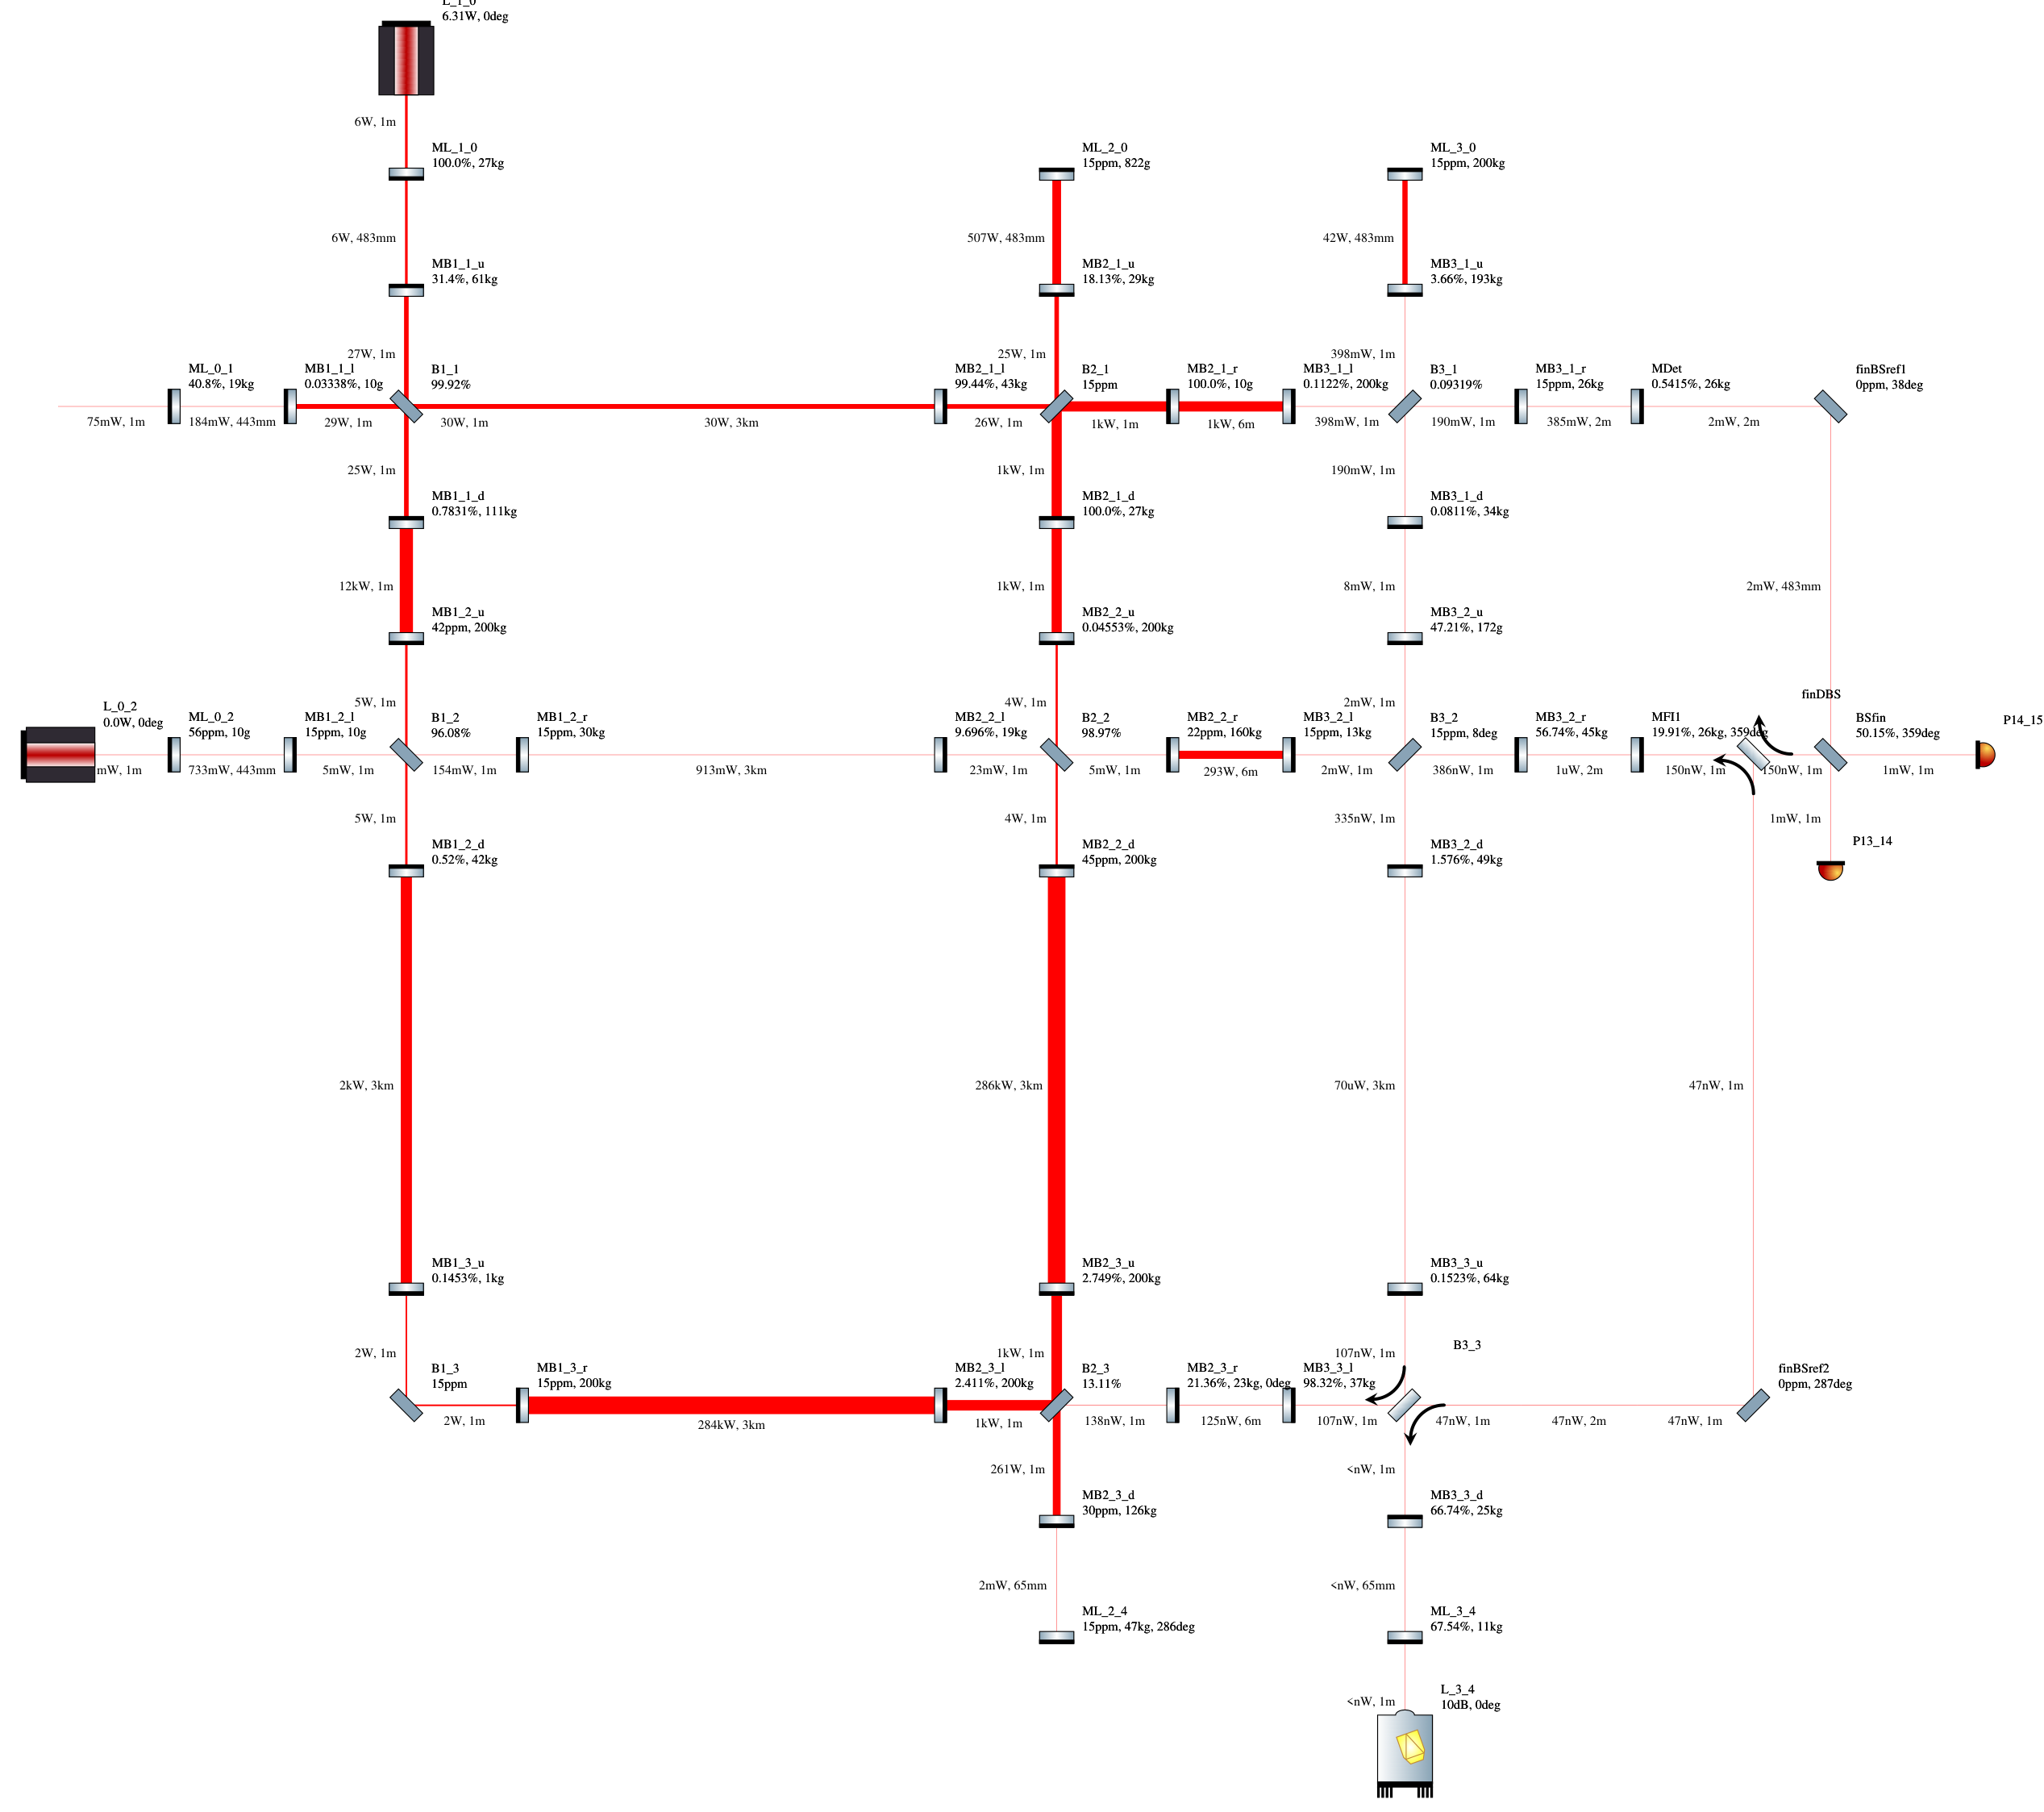 L_1_0
6.31W, 0deg
6W, 1m
ML_1_0
100.0%, 27kg
ML_2_0
15ppm, 822g
ML_3_0
15ppm, 200kg
6W, 483mm
507W, 483mm
42W, 483mm
MB1_1_u
31.4%, 61kg
MB2_1_u
18.13%, 29kg
MB3_1_u
3.66%, 193kg
27W, 1m
25W, 1m
398mW, 1m
ML_0_1
40.8%, 19kg
MB1_1_l
0.03338%, 10g
B1_1
99.92%
MB2_1_l
99.44%, 43kg
B2_1
15ppm
MB2_1_r
100.0%, 10g
MB3_1_l
0.1122%, 200kg
B3_1
0.09319%
MB3_1_r
15ppm, 26kg
MDet
0.5415%, 26kg
finBSref1
0ppm, 38deg
75mW, 1m
184mW, 443mm
29W, 1m
30W, 1m
30W, 3km
26W, 1m
1kW, 1m
1kW, 6m
398mW, 1m
190mW, 1m
385mW, 2m
2mW, 2m
25W, 1m
1kW, 1m
190mW, 1m
MB1_1_d
0.7831%, 111kg
MB2_1_d
100.0%, 27kg
MB3_1_d
0.0811%, 34kg
12kW, 1m
1kW, 1m
8mW, 1m
2mW, 483mm
MB1_2_u
42ppm, 200kg
MB2_2_u
0.04553%, 200kg
MB3_2_u
47.21%, 172g
5W, 1m
4W, 1m
2mW, 1m
finDBS
L_0_2
0.0W, 0deg
ML_0_2
56ppm, 10g
MB1_2_l
15ppm, 10g
B1_2
96.08%
MB1_2_r
15ppm, 30kg
MB2_2_l
9.696%, 19kg
B2_2
98.97%
MB2_2_r
22ppm, 160kg
MB3_2_l
15ppm, 13kg
B3_2
15ppm, 8deg
MB3_2_r
56.74%, 45kg
MFI1
19.91%, 26kg, 359deg
BSfin
50.15%, 359deg
P14_15
mW, 1m
733mW, 443mm
5mW, 1m
154mW, 1m
913mW, 3km
23mW, 1m
5mW, 1m
293W, 6m
2mW, 1m
386nW, 1m
1uW, 2m
150nW, 1m
150nW, 1m
1mW, 1m
5W, 1m
4W, 1m
335nW, 1m
1mW, 1m
MB1_2_d
0.52%, 42kg
MB2_2_d
45ppm, 200kg
MB3_2_d
1.576%, 49kg
P13_14
2kW, 3km
286kW, 3km
70uW, 3km
47nW, 1m
MB1_3_u
0.1453%, 1kg
MB2_3_u
2.749%, 200kg
MB3_3_u
0.1523%, 64kg
2W, 1m
1kW, 1m
107nW, 1m
B3_3
B1_3
15ppm
MB1_3_r
15ppm, 200kg
MB2_3_l
2.411%, 200kg
B2_3
13.11%
MB2_3_r
21.36%, 23kg, 0deg
MB3_3_l
98.32%, 37kg
finBSref2
0ppm, 287deg
2W, 1m
284kW, 3km
1kW, 1m
138nW, 1m
125nW, 6m
107nW, 1m
47nW, 1m
47nW, 2m
47nW, 1m
261W, 1m
<nW, 1m
MB2_3_d
30ppm, 126kg
MB3_3_d
66.74%, 25kg
2mW, 65mm
<nW, 65mm
ML_2_4
15ppm, 47kg, 286deg
ML_3_4
67.54%, 11kg
<nW, 1m
L_3_4
10dB, 0deg